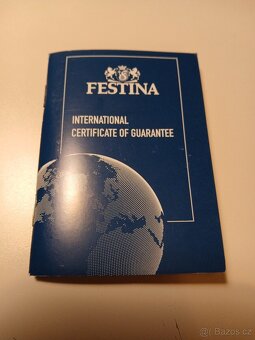 FESTINA
INTERNATIONAL
CERTIFICATE OF GUARANTEE
Bazos.cz